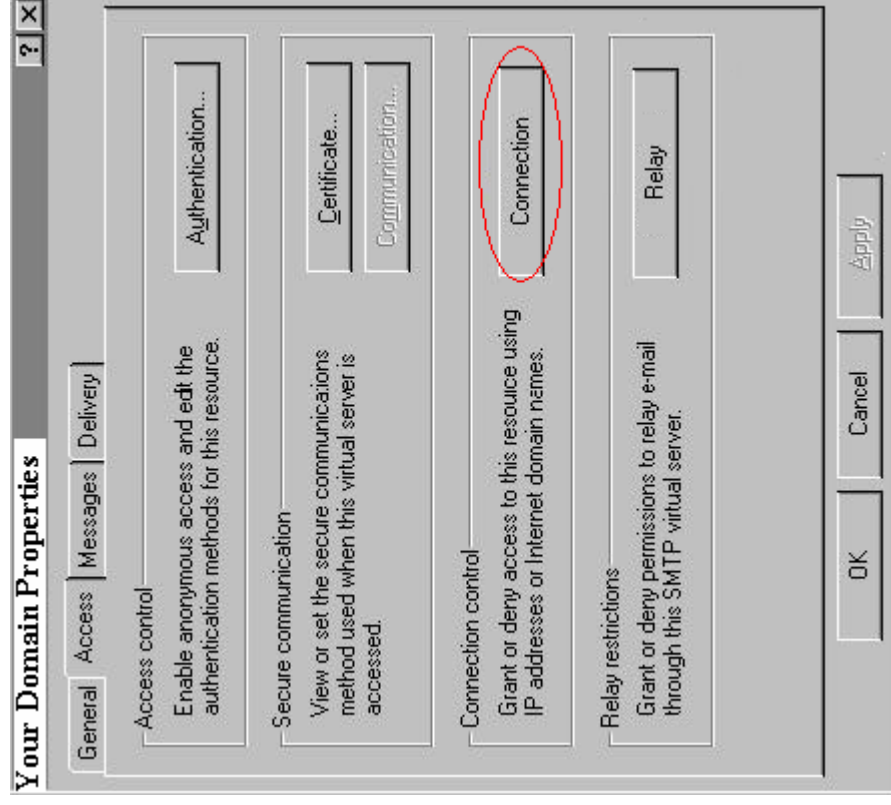 Your Domain Properties
? ×
General Access Messages Delivery
Access control
Enable anonymous access and edit the
authentication methods for this resource.
Authentication...
Secure communication
View or set the secure communications
method used when this virtual server is
accessed.
Certificate...
Communication...
Connection control
Grant or deny access to this resource using
IP addresses or Internet domain names.
Connection
Relay restrictions
Grant or deny permissions to relay e-mail
through this SMTP virtual server.
Relay
OK Cancel Apply